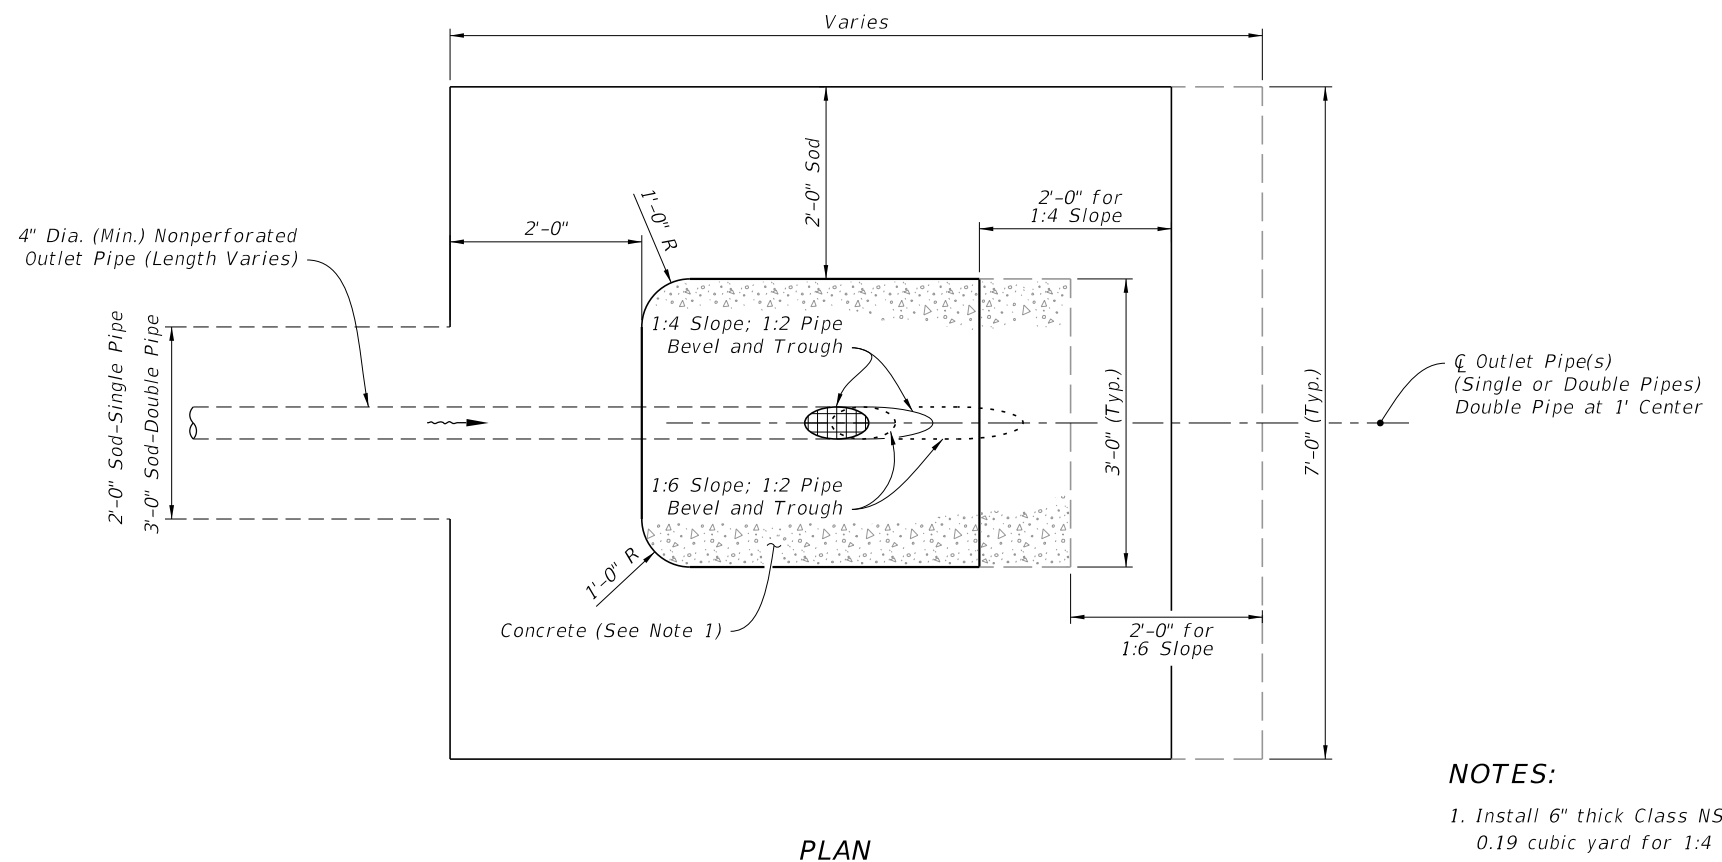 Varies
2'-0" Sod
2'-0" for
1:4 Slope
1'-0" R
2'-0"
4" Dia. (Min.) Nonperforated
Outlet Pipe (Length Varies)
2'-0" Sod-Single Pipe
3'-0" Sod-Double Pipe
1:4 Slope; 1:2 Pipe
Bevel and Trough
1:6 Slope; 1:2 Pipe
Bevel and Trough
3'-0" (Typ.)
7'-0" (Typ.)
℄ Outlet Pipe(s)
(Single or Double Pipes)
Double Pipe at 1' Center
1'-0" R
Concrete (See Note 1)
2'-0" for
1:6 Slope
NOTES:
1. Install 6" thick Class NS
0.19 cubic yard for 1:4
PLAN